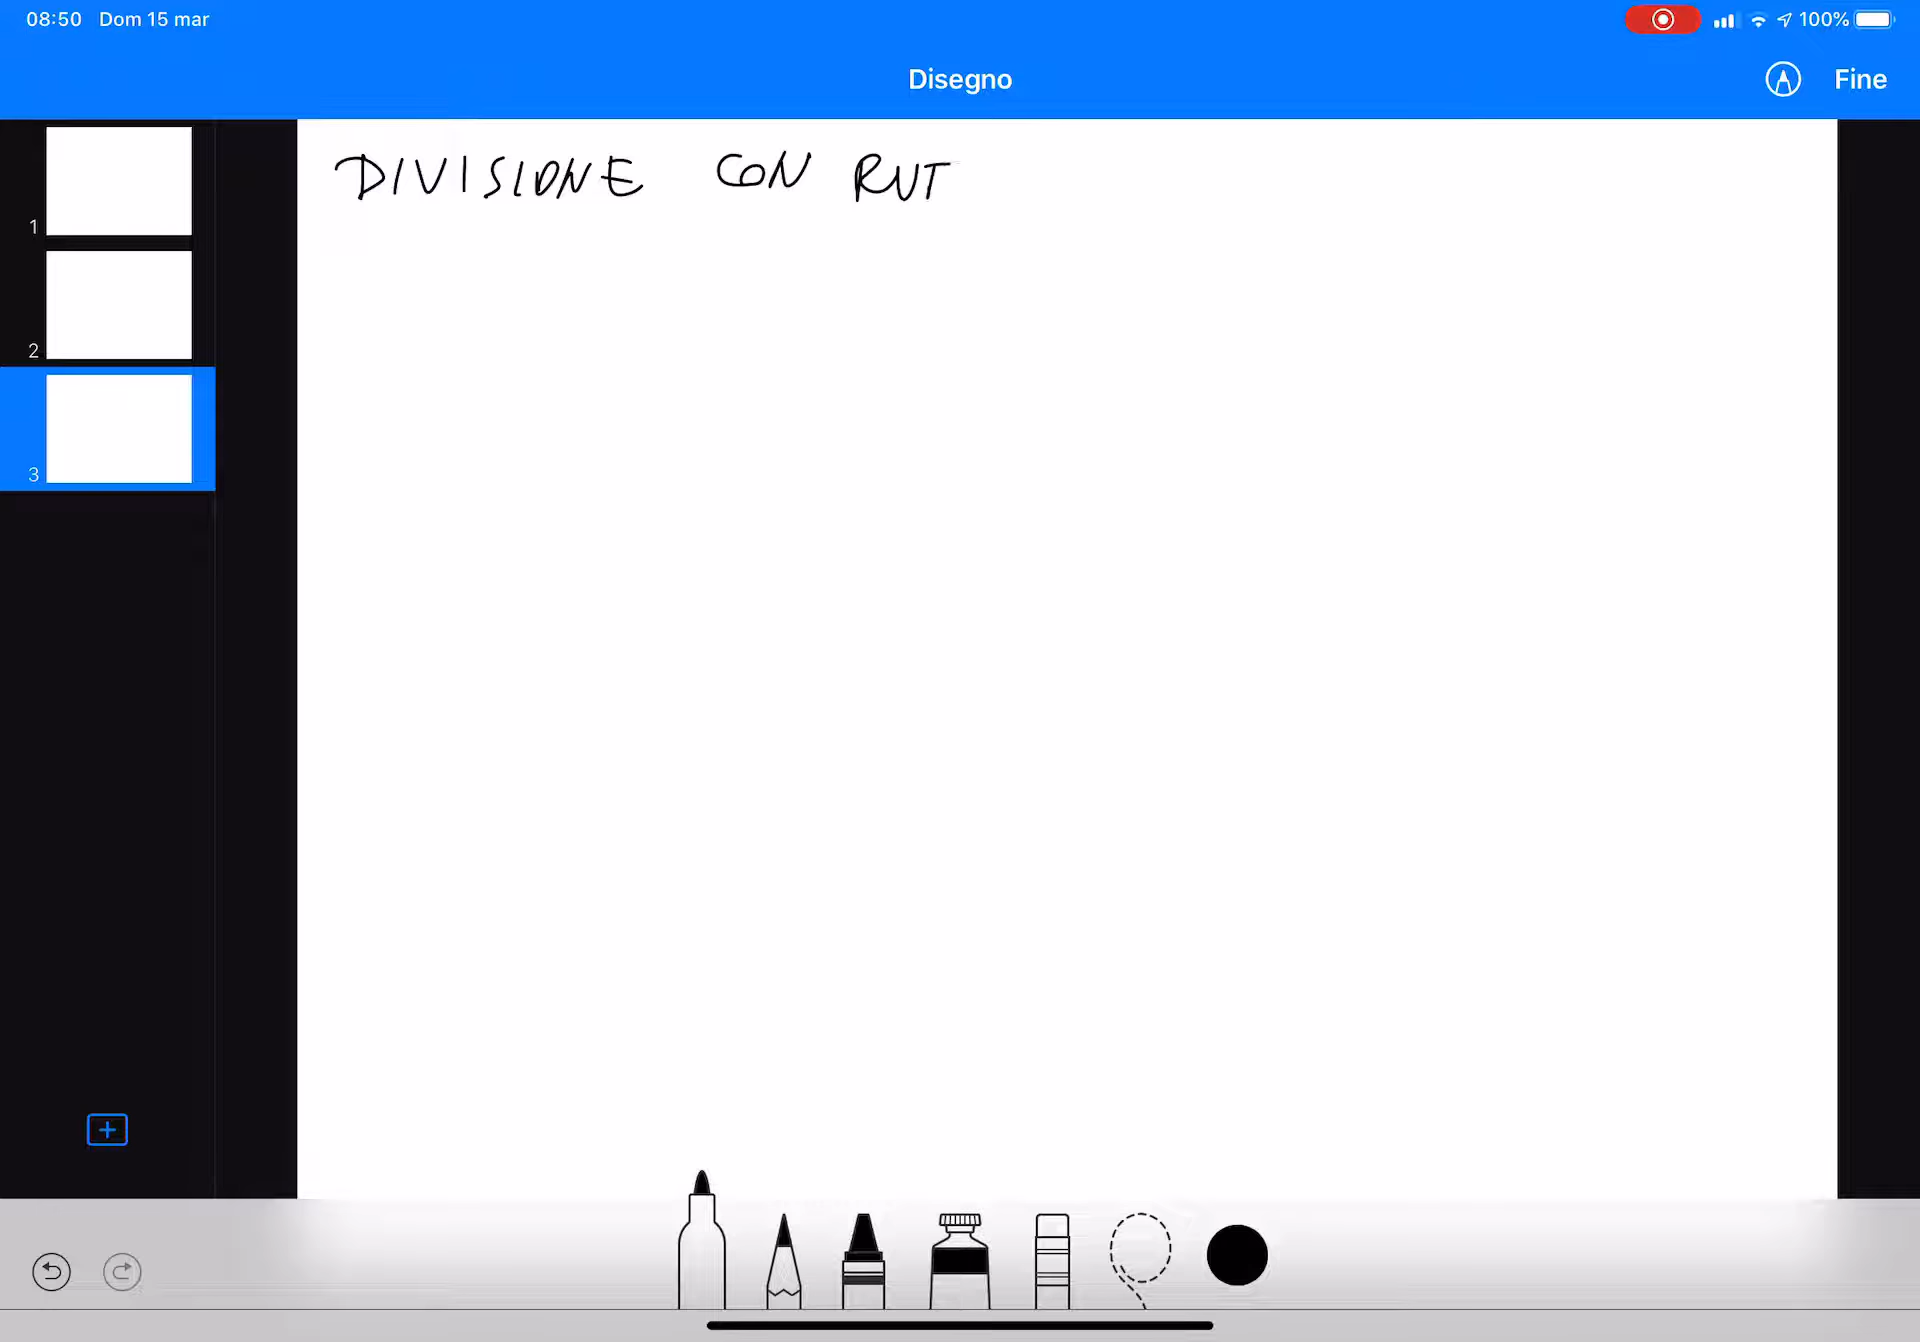 08:50 Dom 15 mar 100%
Disegno Fine
DIVISIONE CON RUT
1
2
3